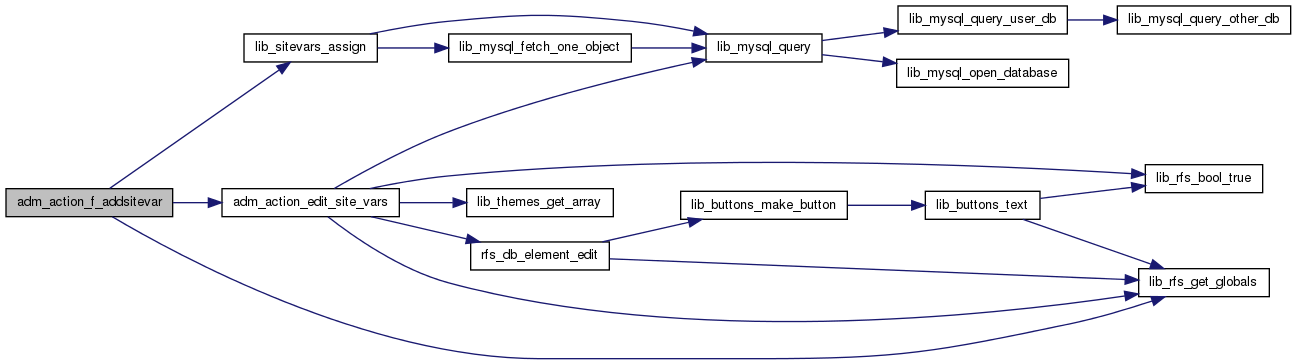 lib_mysql_query_user_db
lib_mysql_query_other_db
lib_sitevars_assign
lib_mysql_fetch_one_object
lib_mysql_query
lib_mysql_open_database
lib_rfs_bool_true
adm_action_f_addsitevar
adm_action_edit_site_vars
lib_themes_get_array
lib_buttons_make_button
lib_buttons_text
rfs_db_element_edit
lib_rfs_get_globals